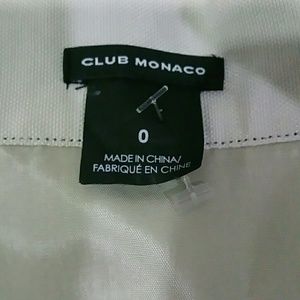 CLUB MONACO
0
MADE IN CHINA/
FABRIQUÉ EN CHINE